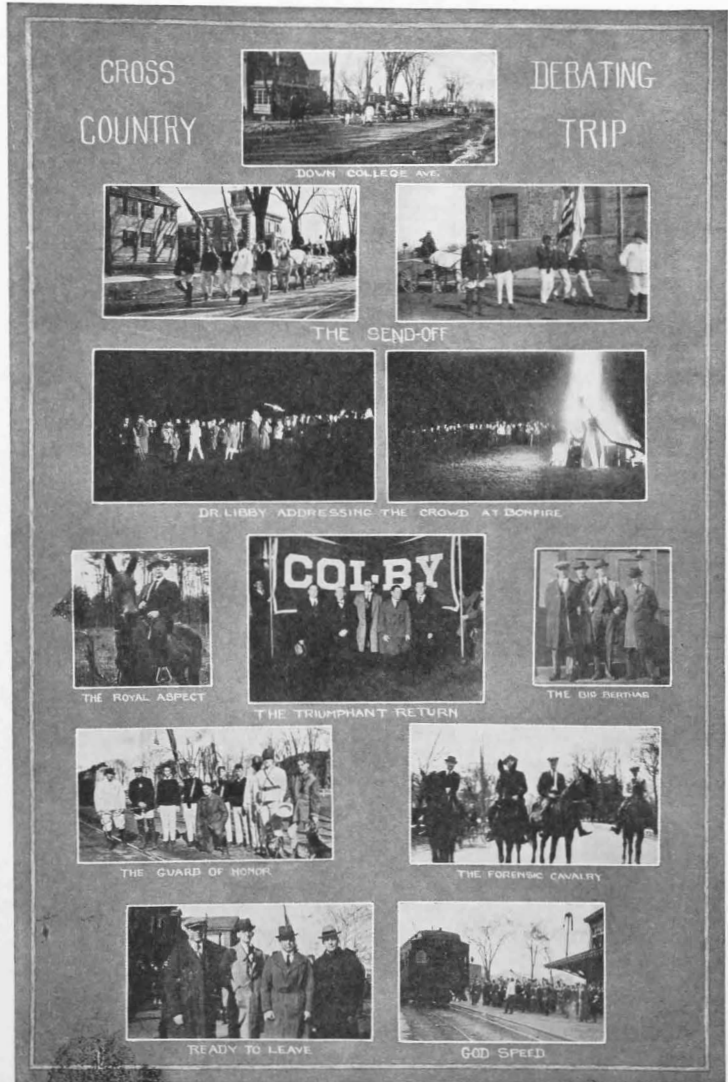 CROSS
COUNTRY
DEBATING
TRIP
DOWN COLLEGE AVE.
THE SEND-OFF
DR. LIBBY ADDRESSING THE CROWD AT BONFIRE
COLBY
THE ROYAL ASPECT
THE TRIUMPHANT RETURN
THE BIG BERTHAS
THE GUARD OF HONOR
THE FORENSIC CAVALRY
READY TO LEAVE
GOD SPEED